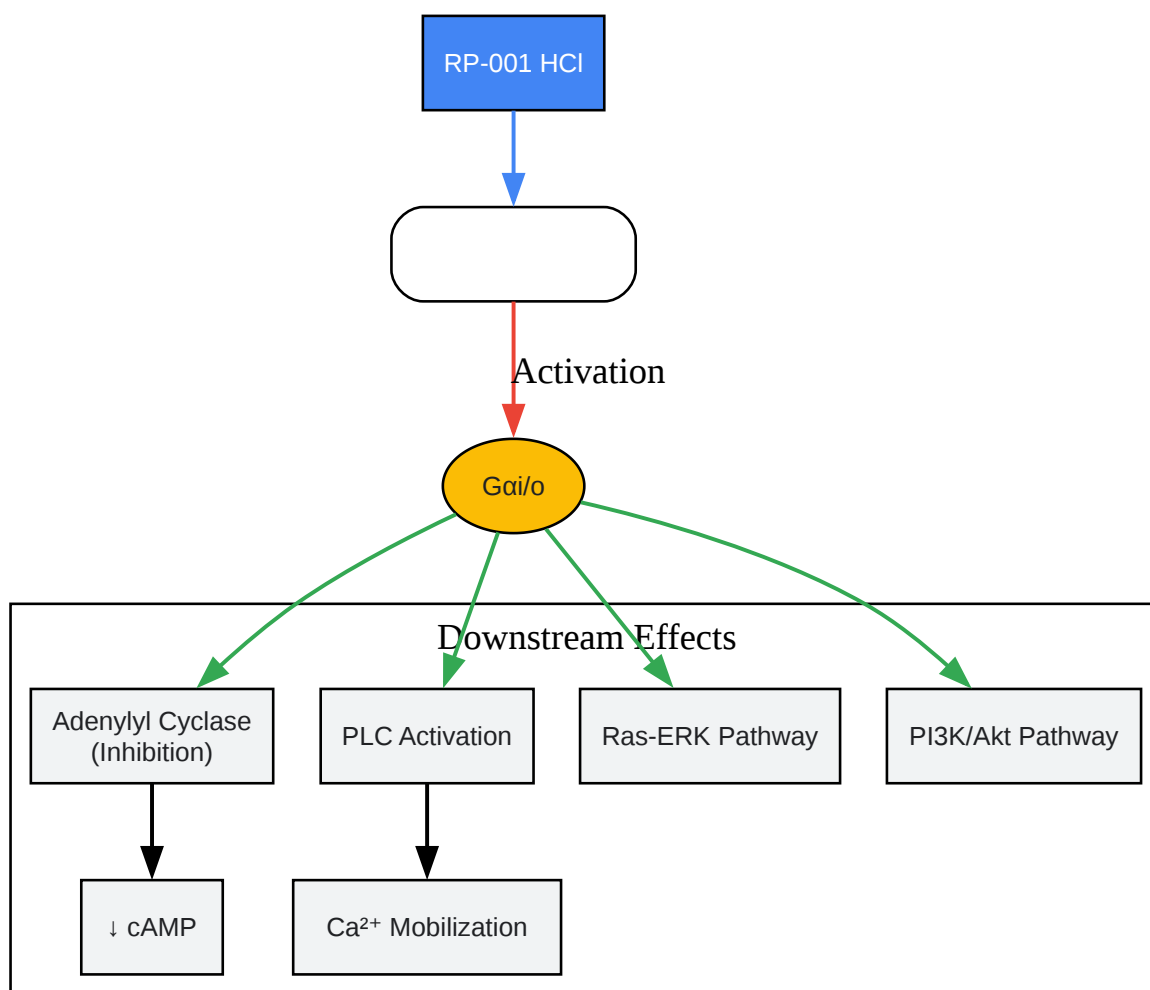 RP-001 HCl
Activation
Gαi/o
Downstream Effects
Adenylyl Cyclase
(Inhibition)
PLC Activation
Ras-ERK Pathway
PI3K/Akt Pathway
↓ cAMP
Ca²⁺ Mobilization